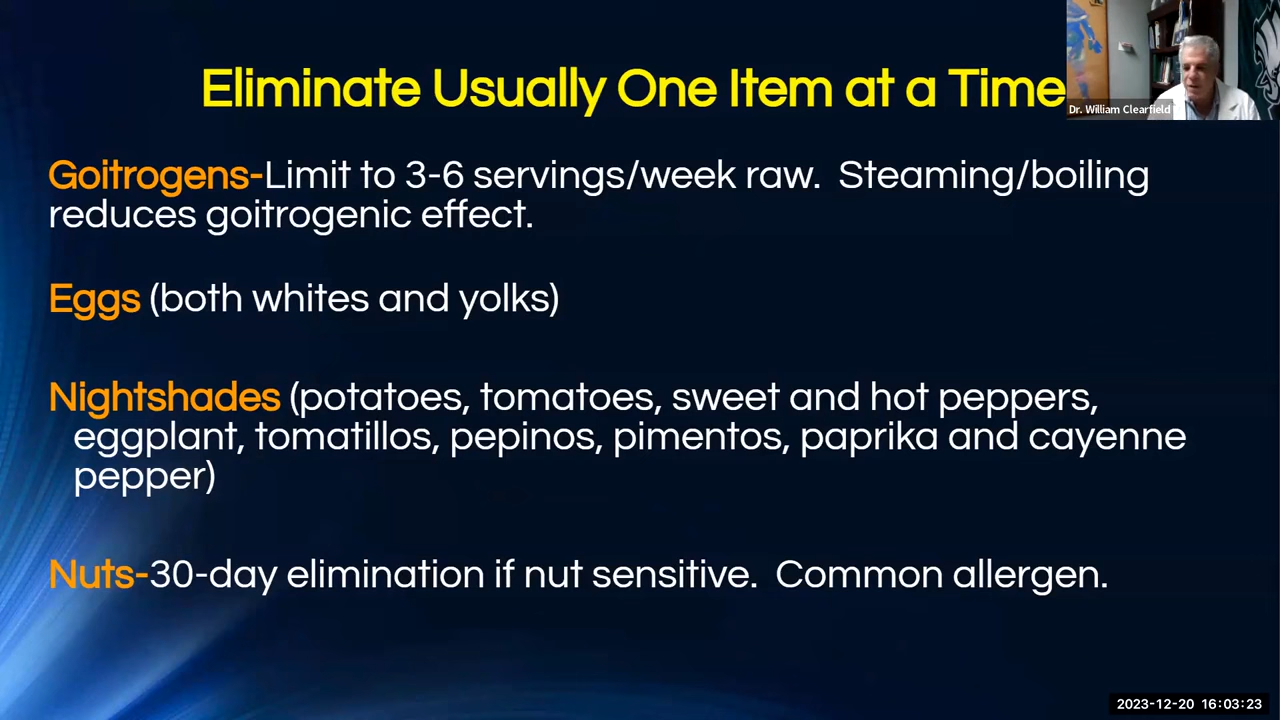 Eliminate Usually One Item at a Time
Dr. William Clearfield
Goitrogens-Limit to 3-6 servings/week raw.  Steaming/boiling
reduces goitrogenic effect.
Eggs (both whites and yolks)
Nightshades (potatoes, tomatoes, sweet and hot peppers,
eggplant, tomatillos, pepinos, pimentos, paprika and cayenne
pepper)
Nuts-30-day elimination if nut sensitive.  Common allergen.
2023-12-20 16:03:23